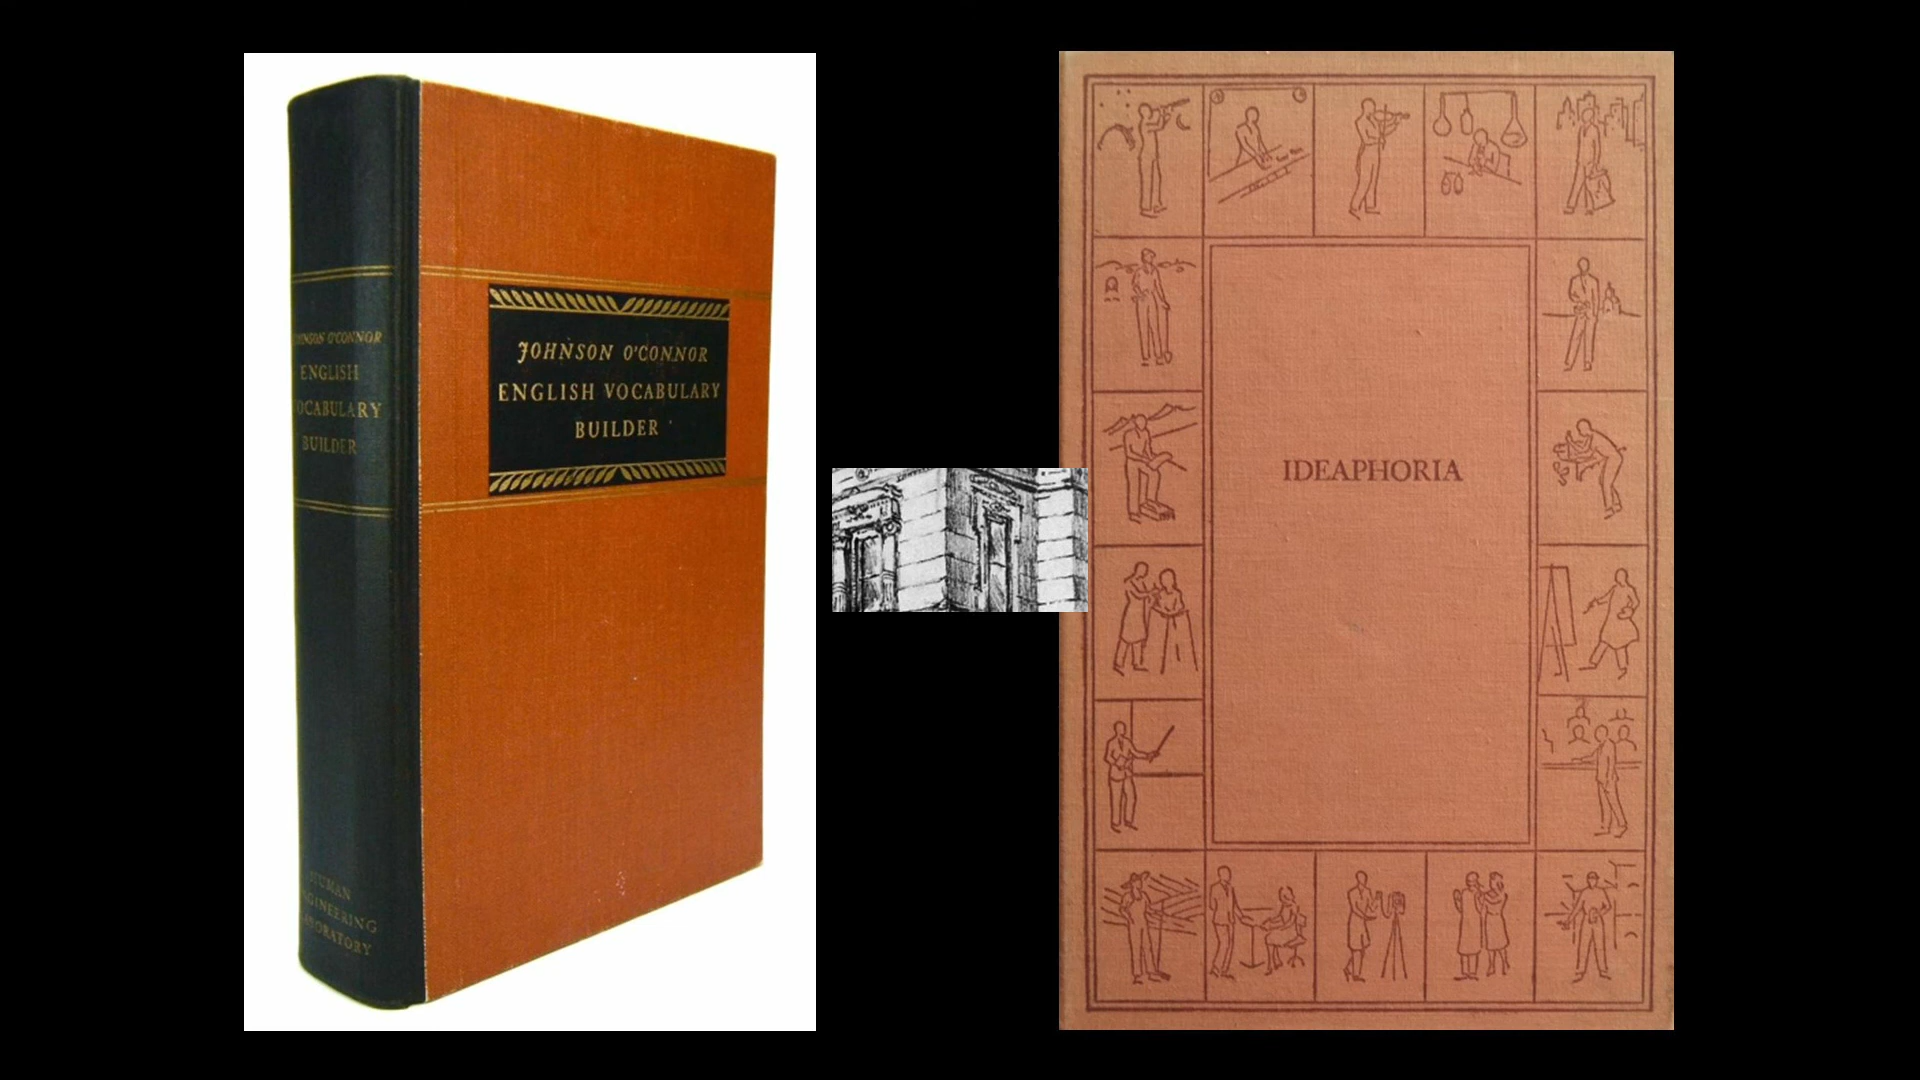 JOHNSON O'CONNOR
ENGLISH
VOCABULARY
BUILDER
HUMAN
ENGINEERING
LABORATORY
JOHNSON O'CONNOR
ENGLISH VOCABULARY
BUILDER
IDEAPHORIA